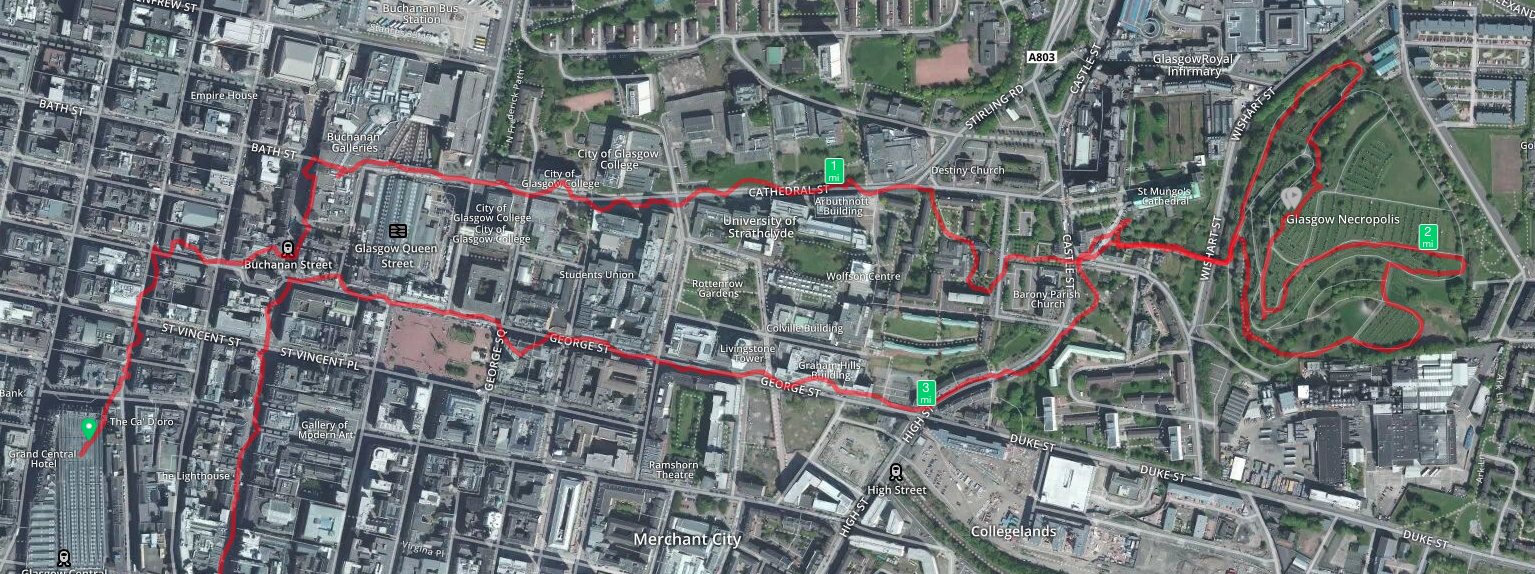 RENFREW ST
Buchanan Bus
Station
A803
CASTLE ST
GlasgowRoyal
Infirmary
N Frederick Path
Empire House
STIRLING RD
WISHART ST
BATH ST
Buchanan
Galleries
BATH ST
City of Glasgow
College
1
mi
Destiny Church
City of
Glasgow College
CATHEDRAL ST
Arbuthnott
Building
St Mungo's
Cathedral
City of
Glasgow College
City of
Glasgow College
University of
Strathclyde
Glasgow Necropolis
2
mi
Glasgow Queen
Street
Buchanan Street
CASTLE ST
WISHART ST
Students Union
Wolfson Centre
Rottenrow
Gardens
Barony Parish
Church
ST VINCENT ST
Colville Building
GEORGE SQ
GEORGE ST
ST VINCENT PL
Livingstone
Tower
Graham Hills
Building
GEORGE ST
3
mi
Bank
The Ca' D'oro
HIGH ST
Gallery of
Modern Art
DUKE ST
Grand Central
Hotel
The Lighthouse
Ramshorn
Theatre
DUKE ST
High Street
HIGH ST
Collegelands
Merchant City
DUKE ST
Virginia Pl
Glasgow Central